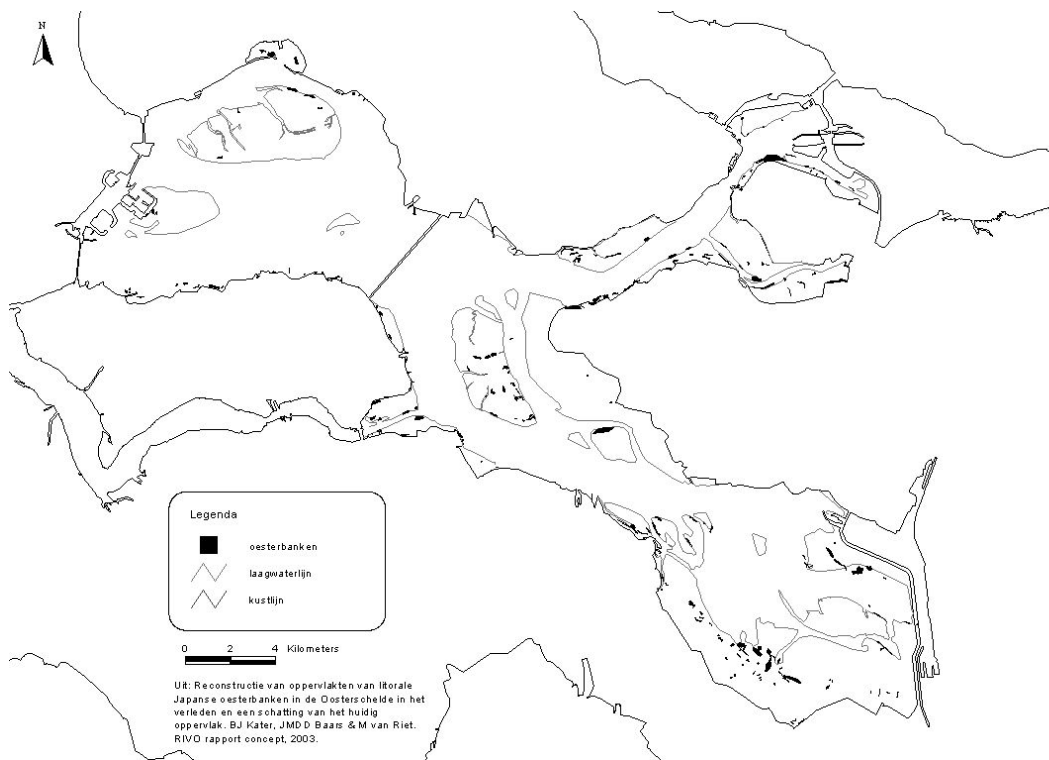 N
Legenda
oesterbanken
laagwaterlijn
kustlijn
0 2 4 Kilometers
Uit: Reconstructie van oppervlakten van litorale
Japanse oesterbanken in de Oosterschelde in het
verleden en een schatting van het huidig
oppervlak. BJ Kater, JMDD Baars & M van Riet.
RIVO rapport concept, 2003.